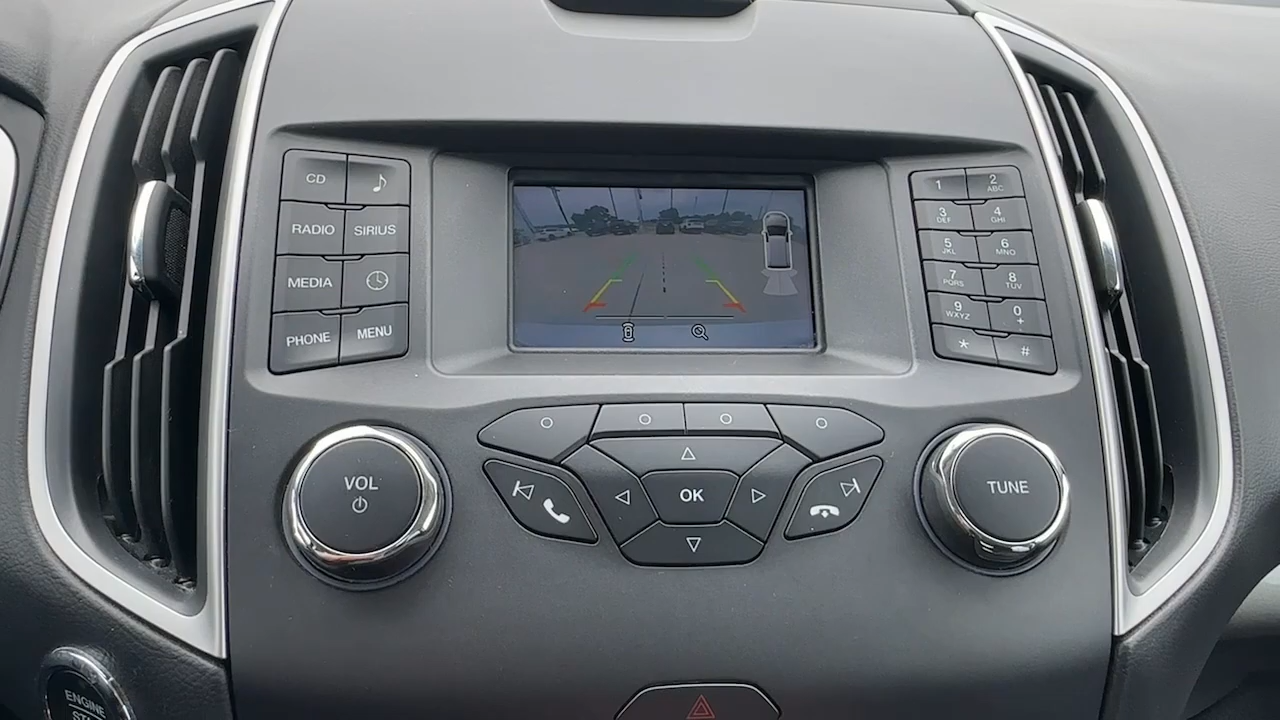 CD
RADIO SIRIUS
MEDIA
PHONE MENU
1 2 ABC
3 DEF 4 GHI
5 JKL 6 MNO
7 PQRS 8 TUV
9 WXYZ 0 +
* #
VOL
OK
TUNE
ENGINE